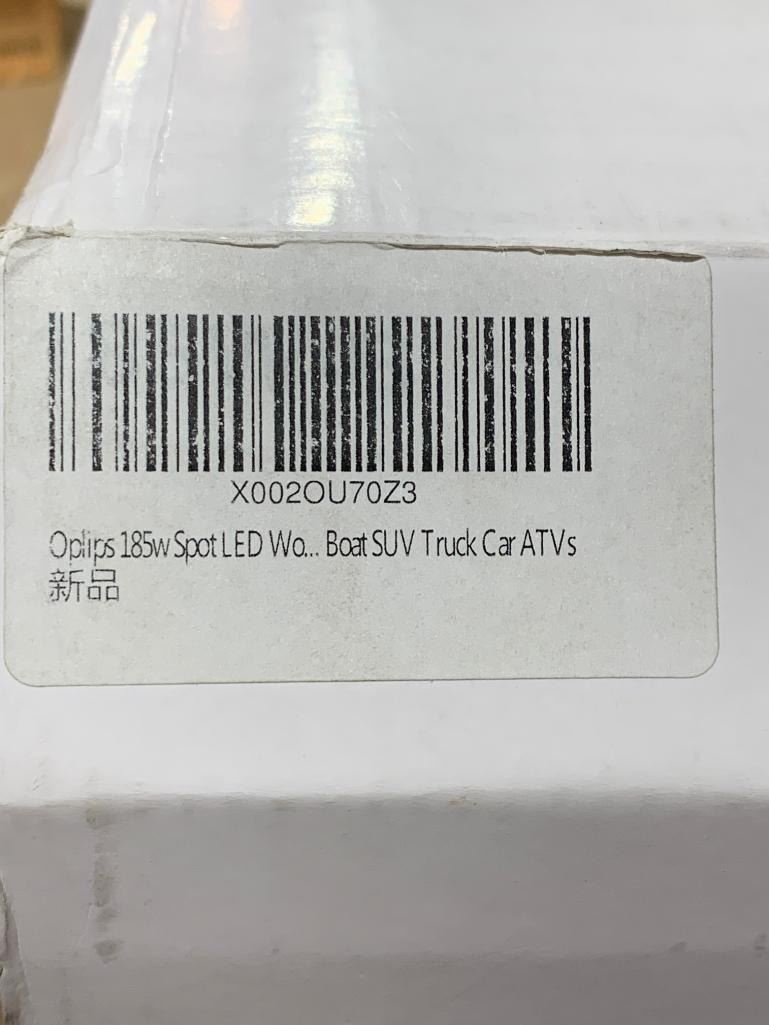 X002OU70Z3
Oplips 185w Spot LED Wo... Boat SUV Truck Car ATVs
新品